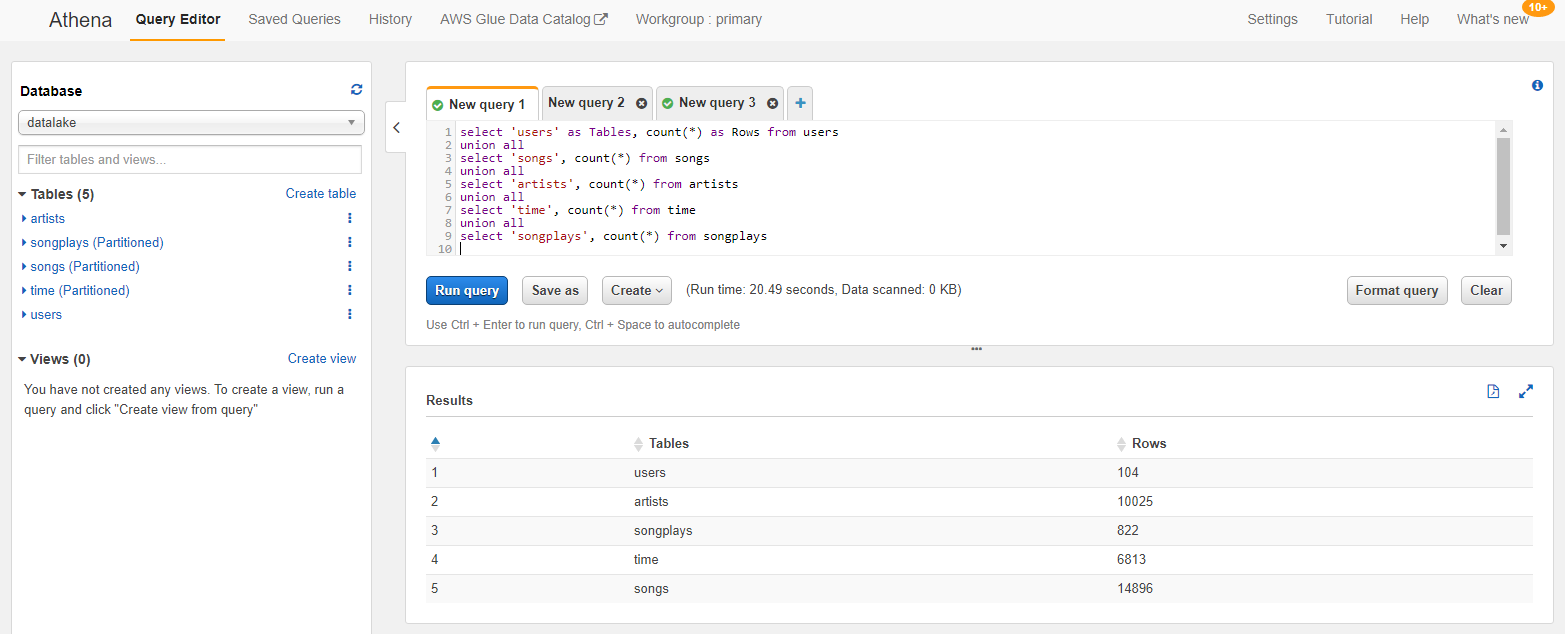 Athena Query Editor Saved Queries History AWS Glue Data Catalog Workgroup : primary Settings Tutorial Help What's new 10+
Database
datalake
Filter tables and views...
Tables (5) Create table
artists
songplays (Partitioned)
songs (Partitioned)
time (Partitioned)
users
Views (0) Create view
You have not created any views. To create a view, run a
query and click "Create view from query"
New query 1 New query 2 New query 3
1 select 'users' as Tables, count(*) as Rows from users
2 union all
3 select 'songs', count(*) from songs
4 union all
5 select 'artists', count(*) from artists
6 union all
7 select 'time', count(*) from time
8 union all
9 select 'songplays', count(*) from songplays
10
Run query Save as Create (Run time: 20.49 seconds, Data scanned: 0 KB) Format query Clear
Use Ctrl + Enter to run query, Ctrl + Space to autocomplete
Results
Tables Rows
1 users 104
2 artists 10025
3 songplays 822
4 time 6813
5 songs 14896